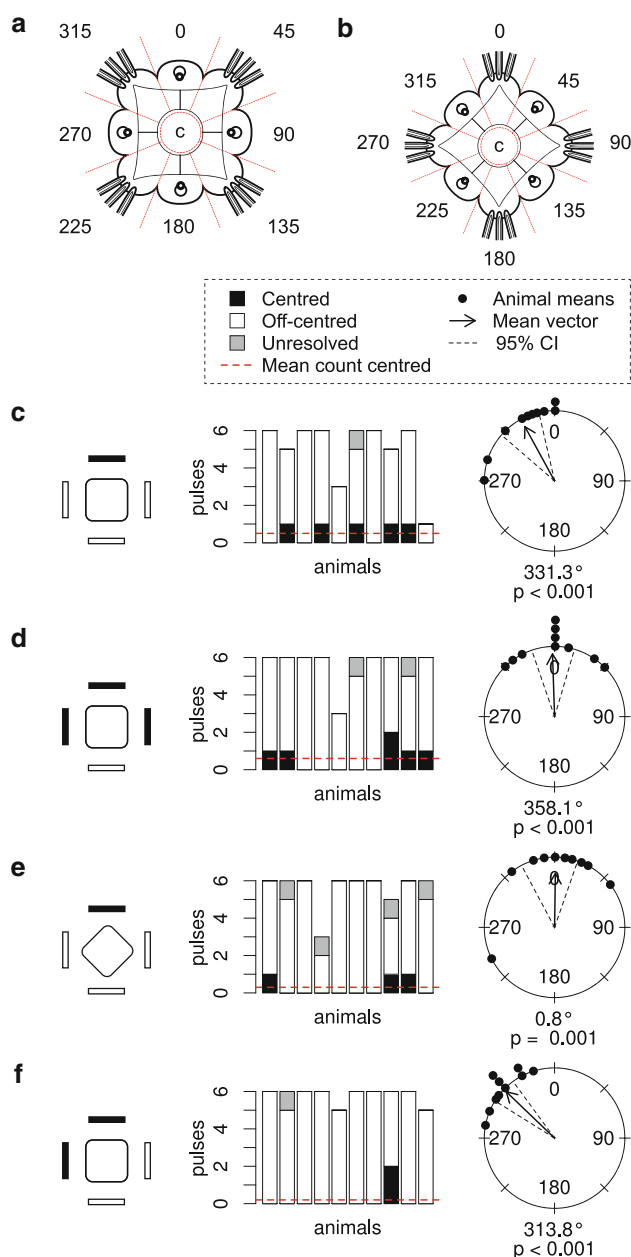 a
315 0 45
270 C 90
225 180 135
b
0
315 45
270 C 90
225 135
180
Centred
Off-centred
Unresolved
Mean count centred
Animal means
Mean vector
95% CI
c
pulses
0 2 4 6
animals
0
270 90
180
331.3°
p < 0.001
d
pulses
0 2 4 6
animals
0
270 90
180
358.1°
p < 0.001
e
pulses
0 2 4 6
animals
0
270 90
180
0.8°
p = 0.001
f
pulses
0 2 4 6
animals
0
270 90
180
313.8°
p < 0.001